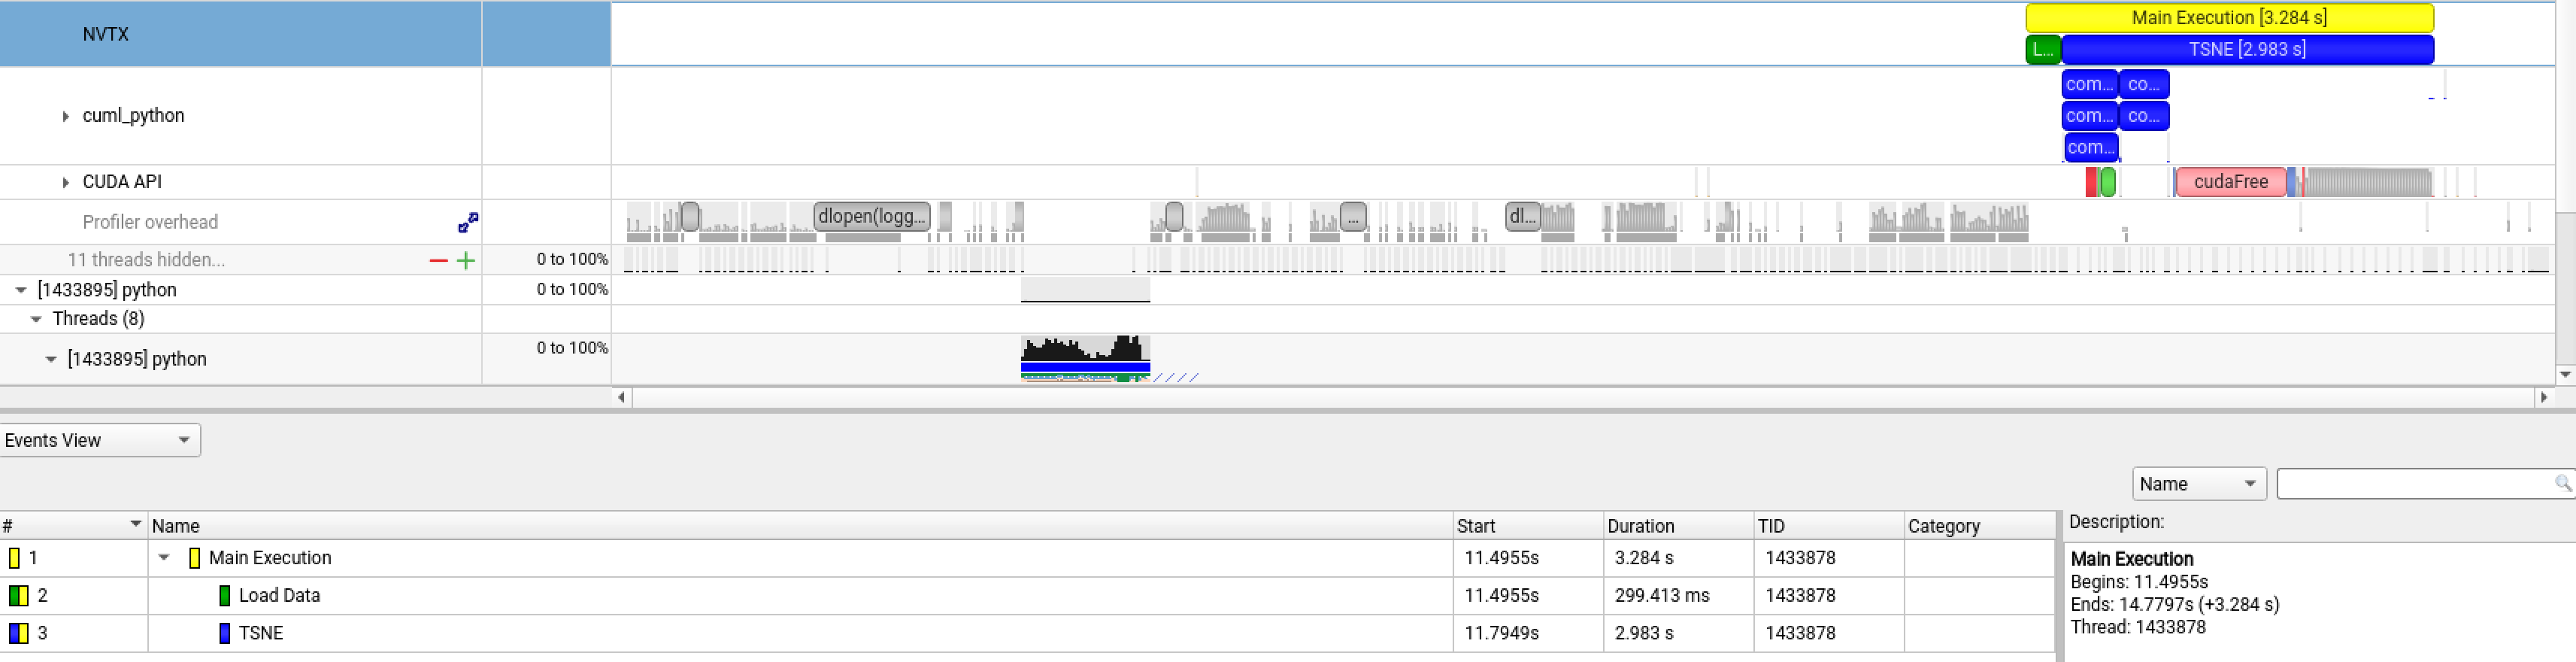 NVTX
Main Execution [3.284 s]
L...
TSNE [2.983 s]
cuml_python
com...
co...
com...
co...
com...
CUDA API
cudaFree
Profiler overhead
dlopen(logg...
...
dl...
11 threads hidden...
0 to 100%
[1433895] python
0 to 100%
Threads (8)
[1433895] python
0 to 100%
Events View
Name
# Name Start Duration TID Category
1 Main Execution 11.4955s 3.284 s 1433878
2 Load Data 11.4955s 299.413 ms 1433878
3 TSNE 11.7949s 2.983 s 1433878
Description:
Main Execution
Begins: 11.4955s
Ends: 14.7797s (+3.284 s)
Thread: 1433878